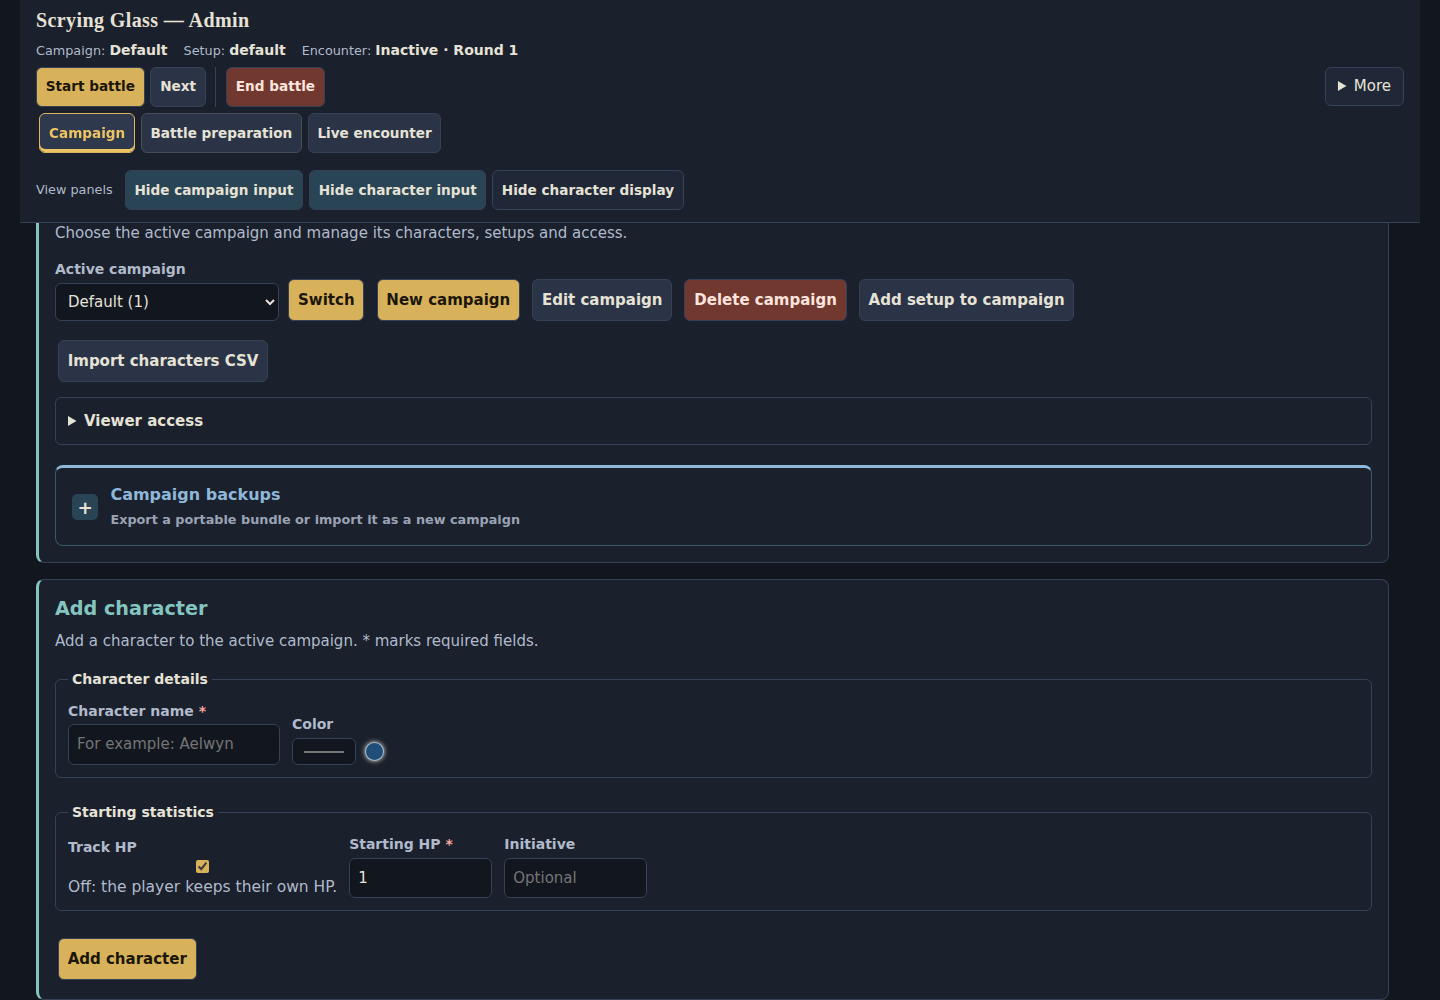 Scrying Glass — Admin
Campaign: Default Setup: default Encounter: Inactive · Round 1
Start battle Next End battle More
Campaign Battle preparation Live encounter
View panels Hide campaign input Hide character input Hide character display
Choose the active campaign and manage its characters, setups and access.
Active campaign
Default (1) Switch New campaign Edit campaign Delete campaign Add setup to campaign
Import characters CSV
Viewer access
+ Campaign backups
Export a portable bundle or import it as a new campaign
Add character
Add a character to the active campaign. * marks required fields.
Character details
Character name * Color
For example: Aelwyn
Starting statistics
Track HP Starting HP * Initiative
1 Optional
Off: the player keeps their own HP.
Add character